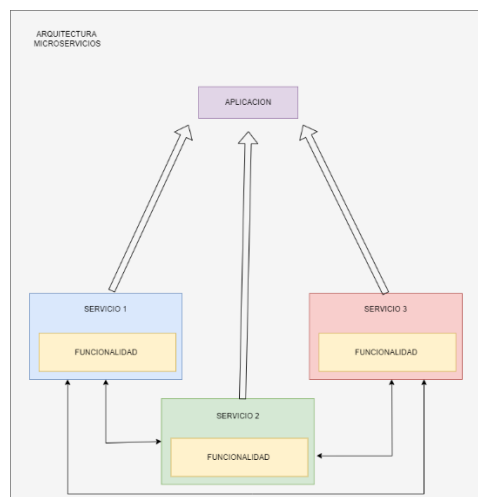 ARQUITECTURA
MICROSERVICIOS
APLICACION
SERVICIO 1
FUNCIONALIDAD
SERVICIO 3
FUNCIONALIDAD
SERVICIO 2
FUNCIONALIDAD